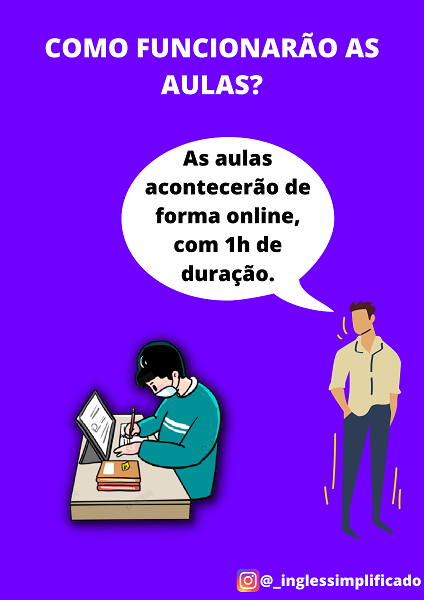 COMO FUNCIONARÃO AS
AULAS?
As aulas
acontecerão de
forma online,
com 1h de
duração.
@_inglessimplificado